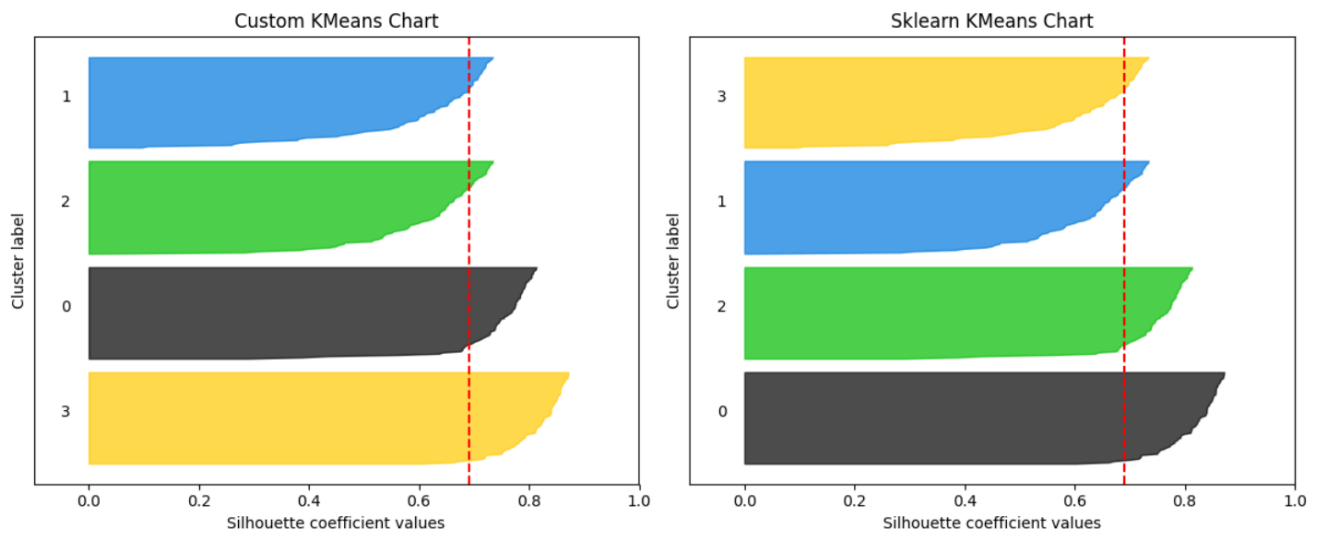 Custom KMeans Chart
1
2
0
3
Cluster label
0.0 0.2 0.4 0.6 0.8 1.0
Silhouette coefficient values
Sklearn KMeans Chart
3
1
2
0
Cluster label
0.0 0.2 0.4 0.6 0.8 1.0
Silhouette coefficient values